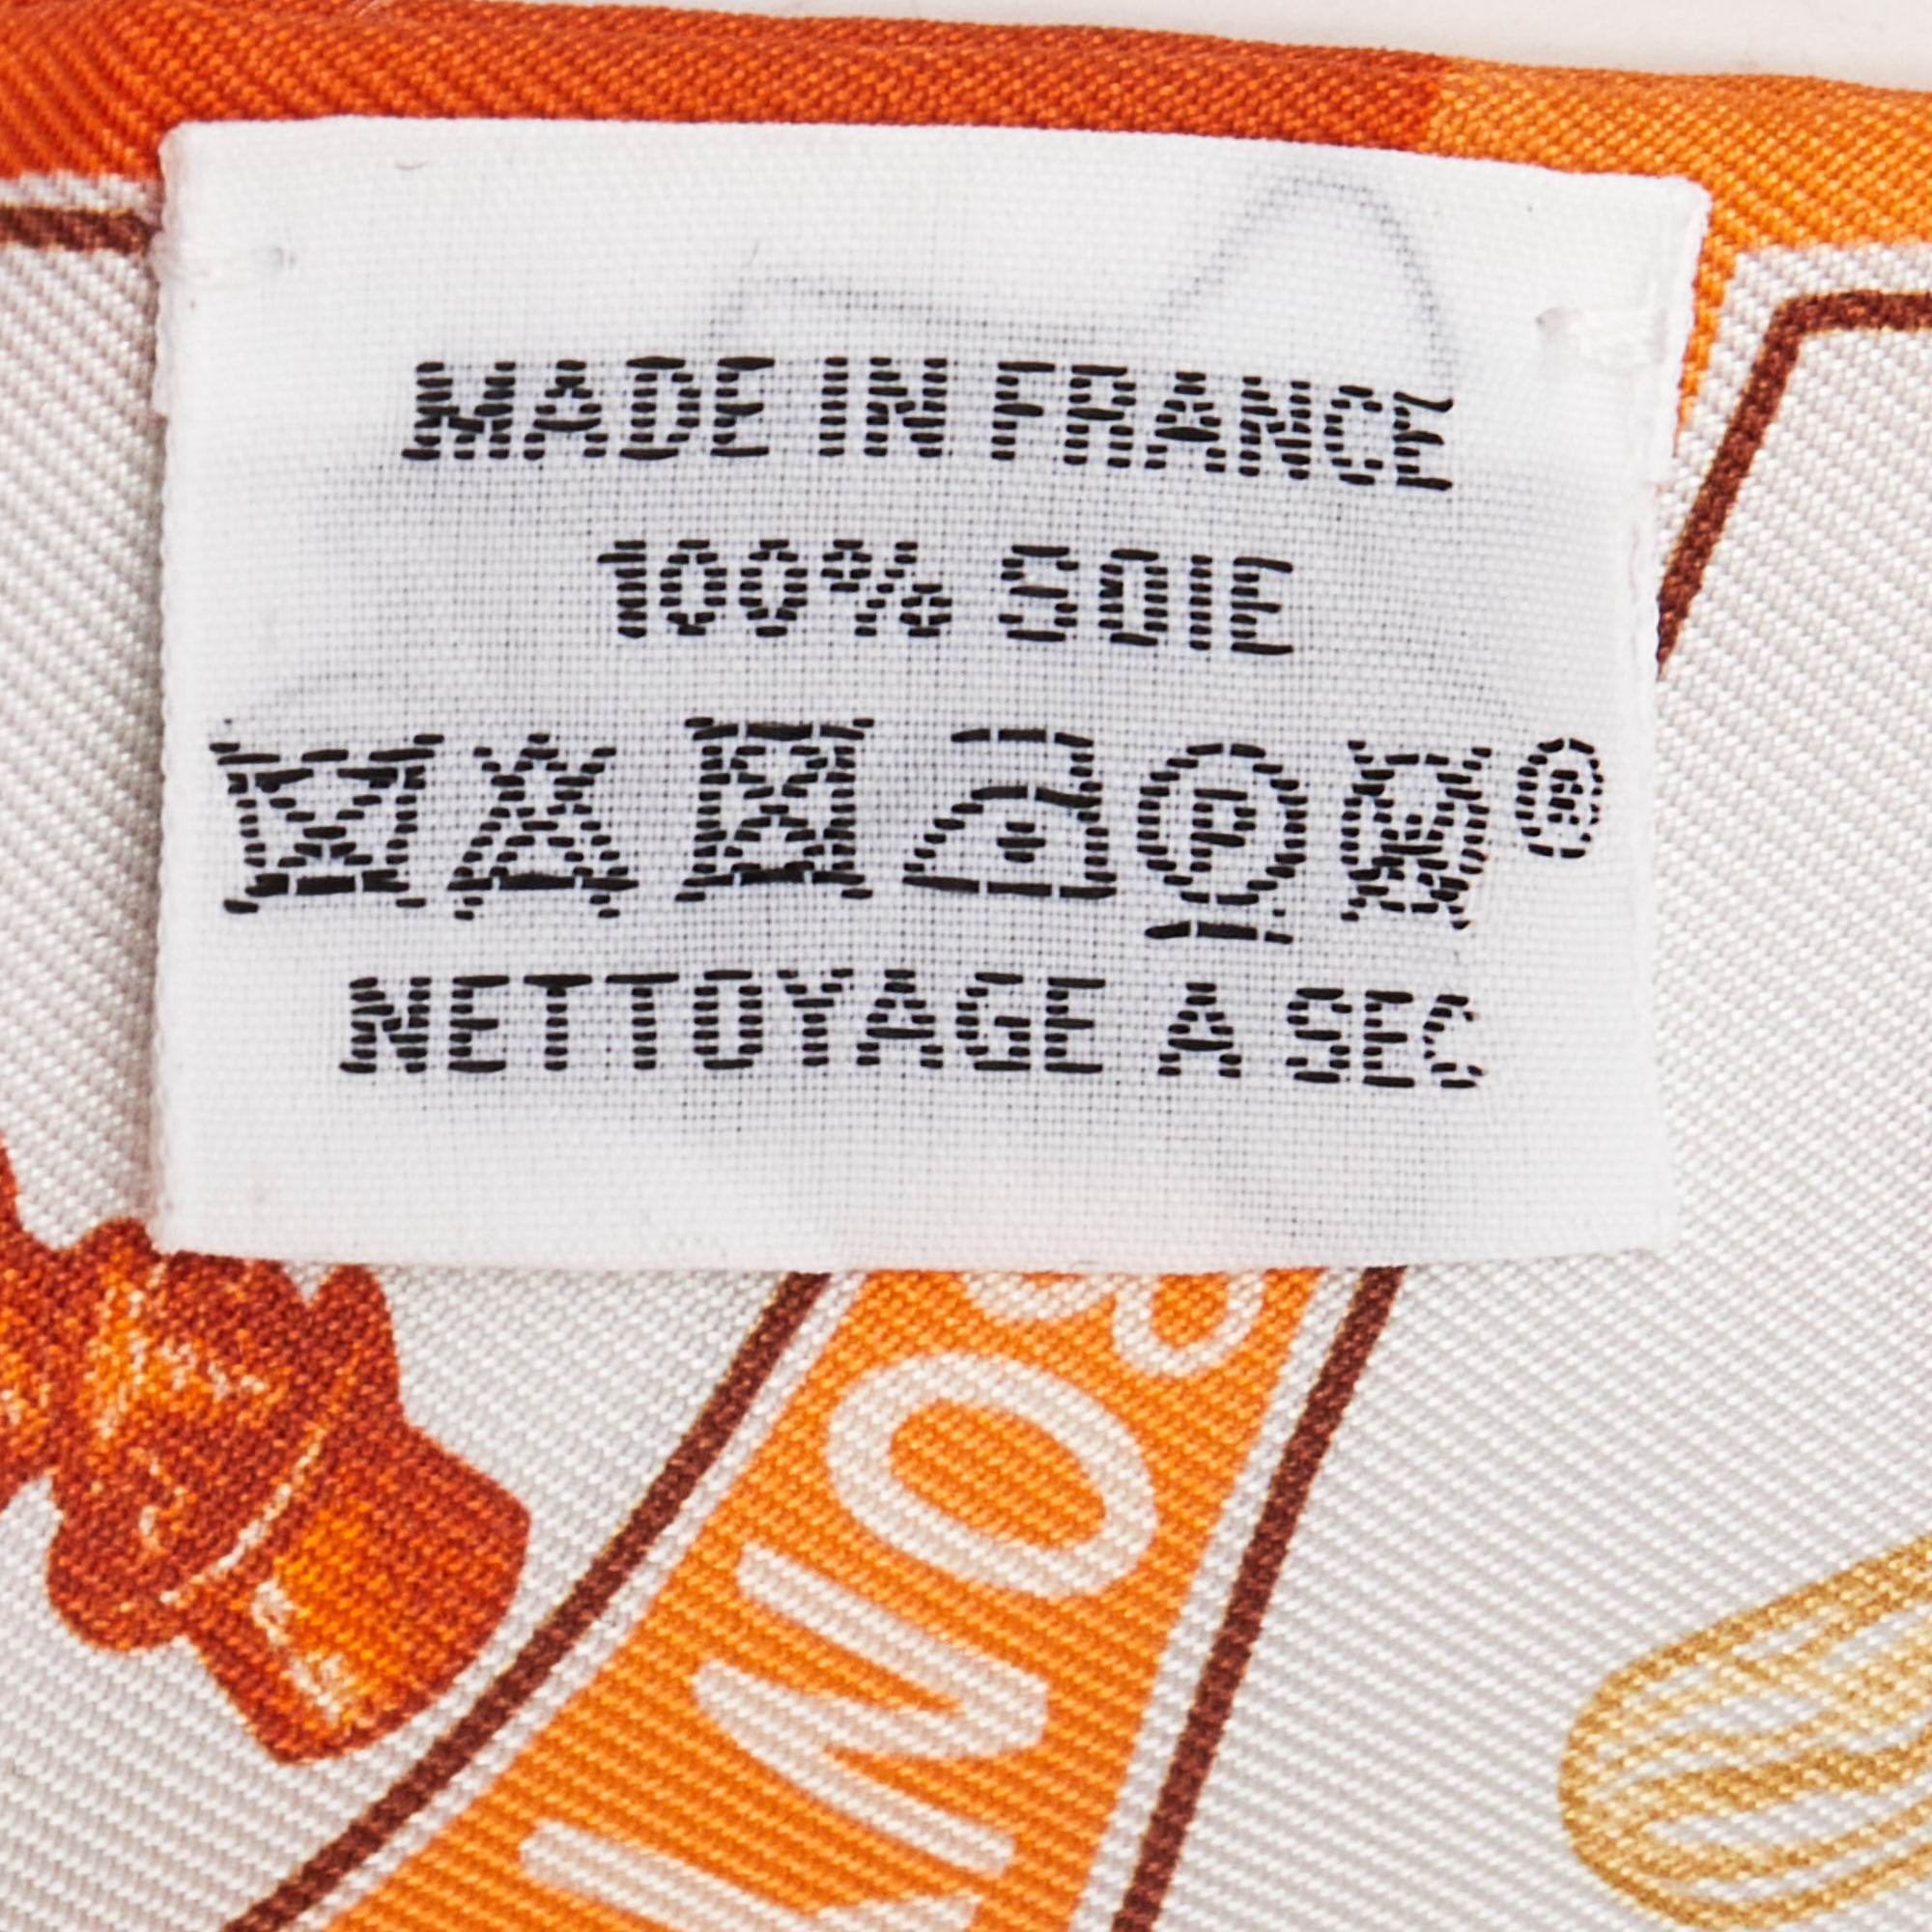 MADE IN FRANCE
100% SOIE
P ®
NETTOYAGE A SEC